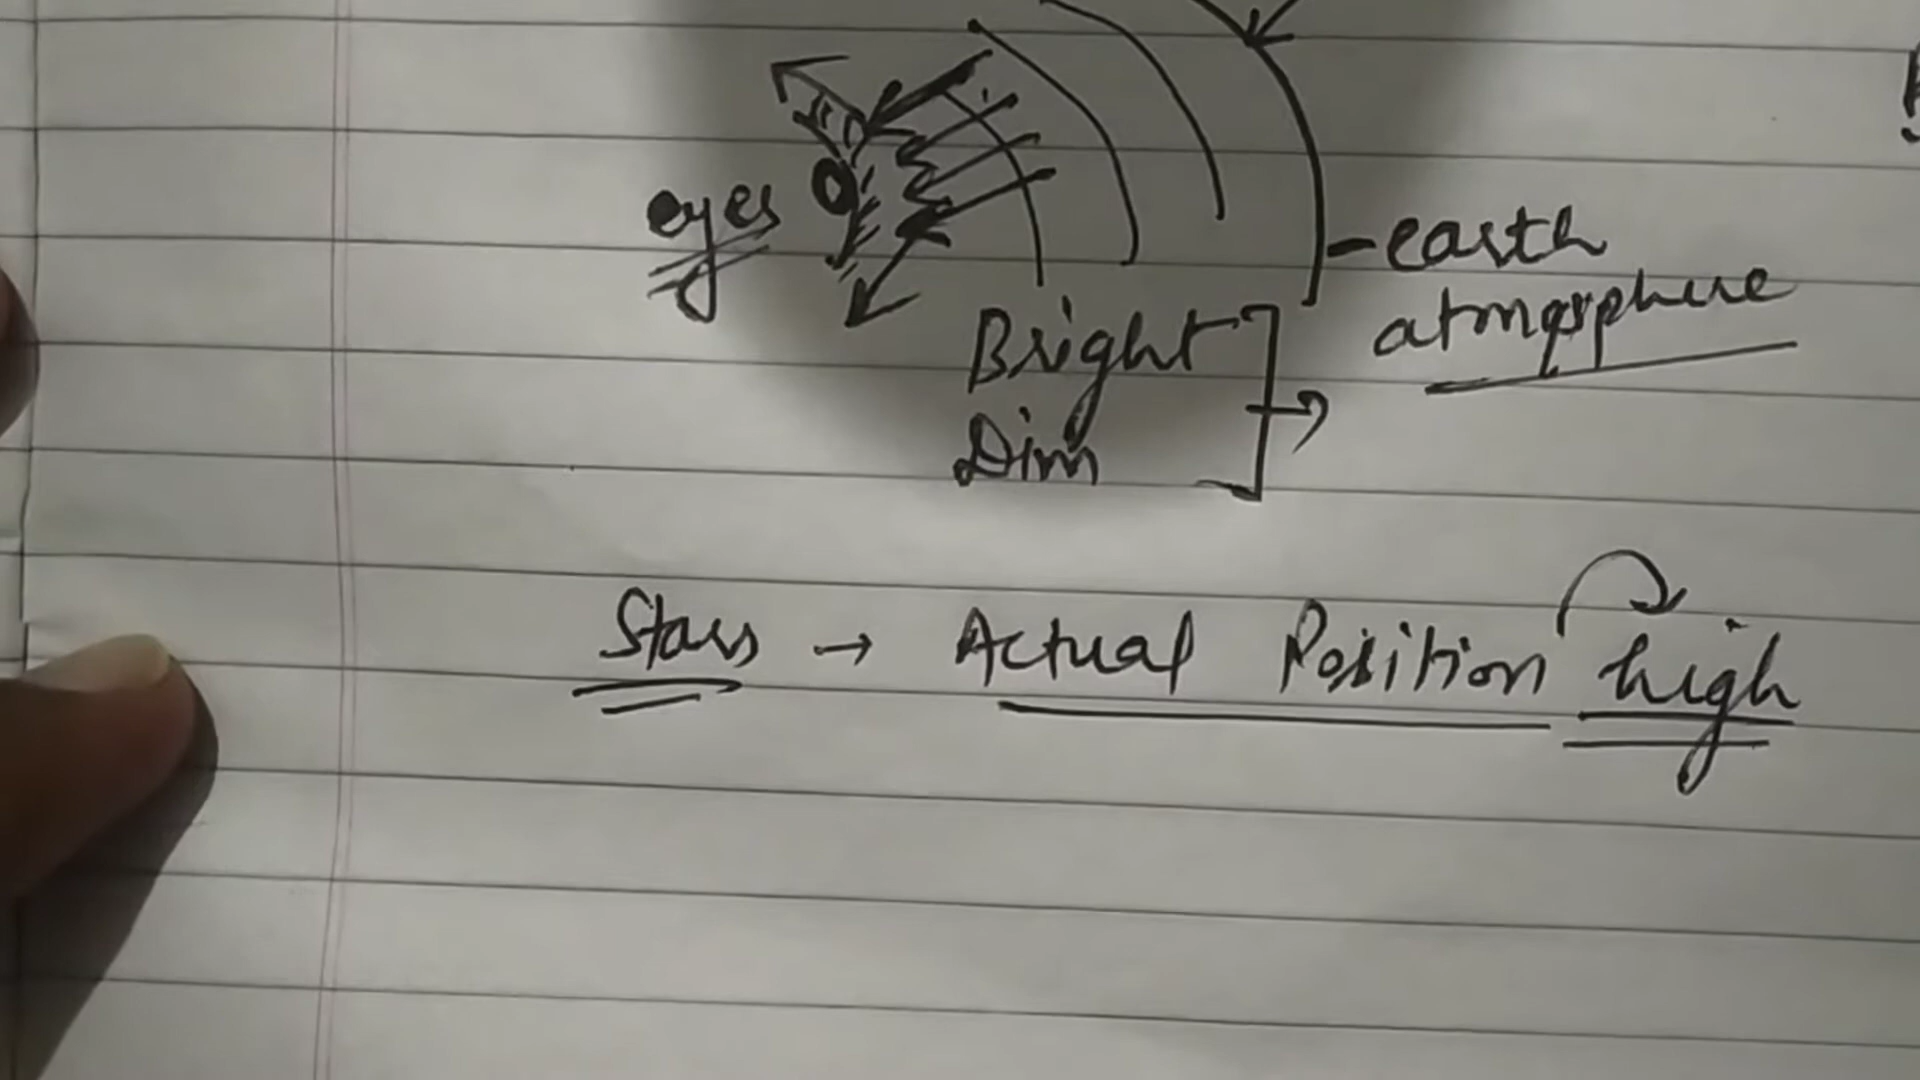 eyes
earth
atmosphere
Bright
Dim
Stars → Actual Position high